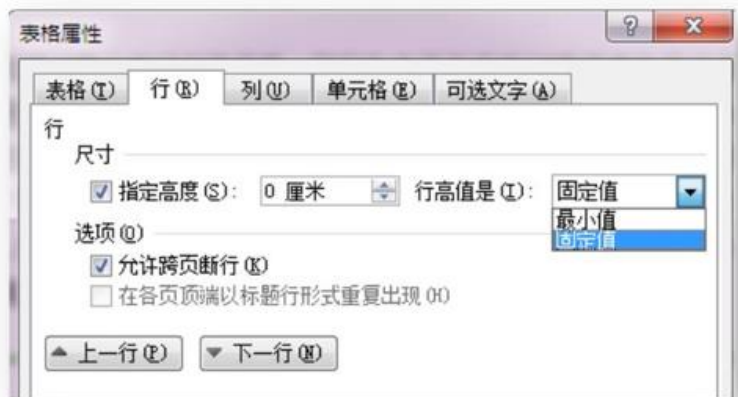 表格属性
表格(T) 行(R) 列(U) 单元格(E) 可选文字(A)
行
尺寸
指定高度(S): 0 厘米 行高值是(I): 固定值
最小值
固定值
选项(O)
允许跨页断行(K)
在各页顶端以标题行形式重复出现(H)
上一行(P) 下一行(N)